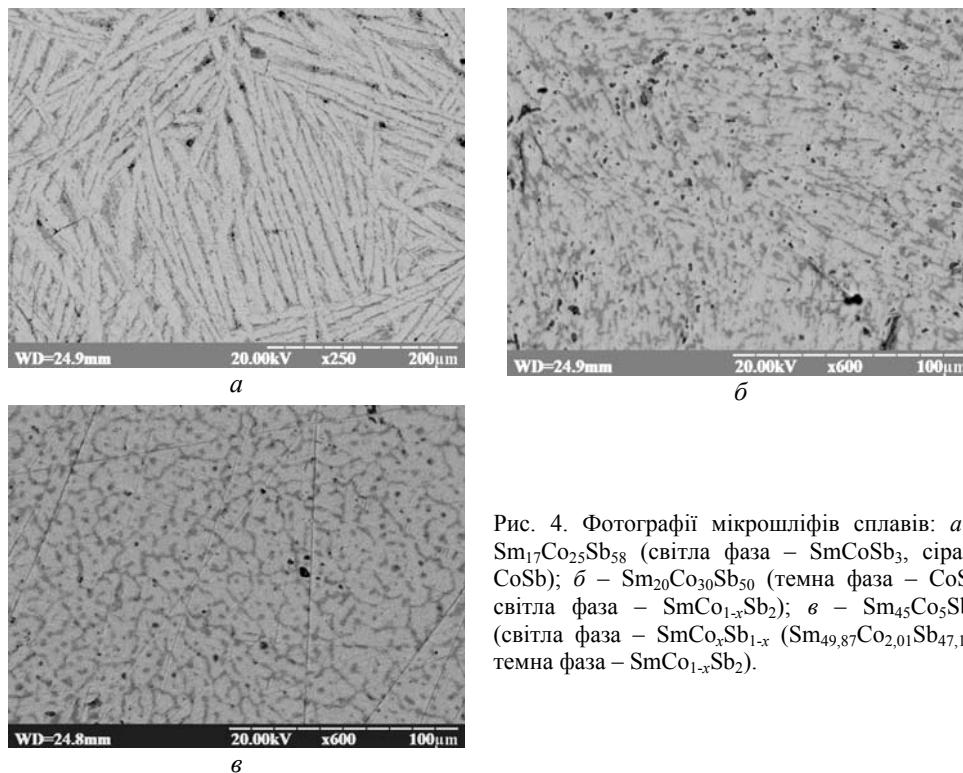 WD=24.9mm 20.00kV x250 200µm
а
WD=24.9mm 20.00kV x600 100µm
б
WD=24.8mm 20.00kV x600 100µm
в
Рис. 4. Фотографії мікрошліфів сплавів: а
Sm17Co25Sb58 (світла фаза – SmCoSb3, сіра
CoSb); б – Sm20Co30Sb50 (темна фаза – CoS
світла фаза – SmCo1-xSb2); в – Sm45Co5Sb
(світла фаза – SmCoxSb1-x (Sm49,87Co2,01Sb47,1
темна фаза – SmCo1-xSb2).